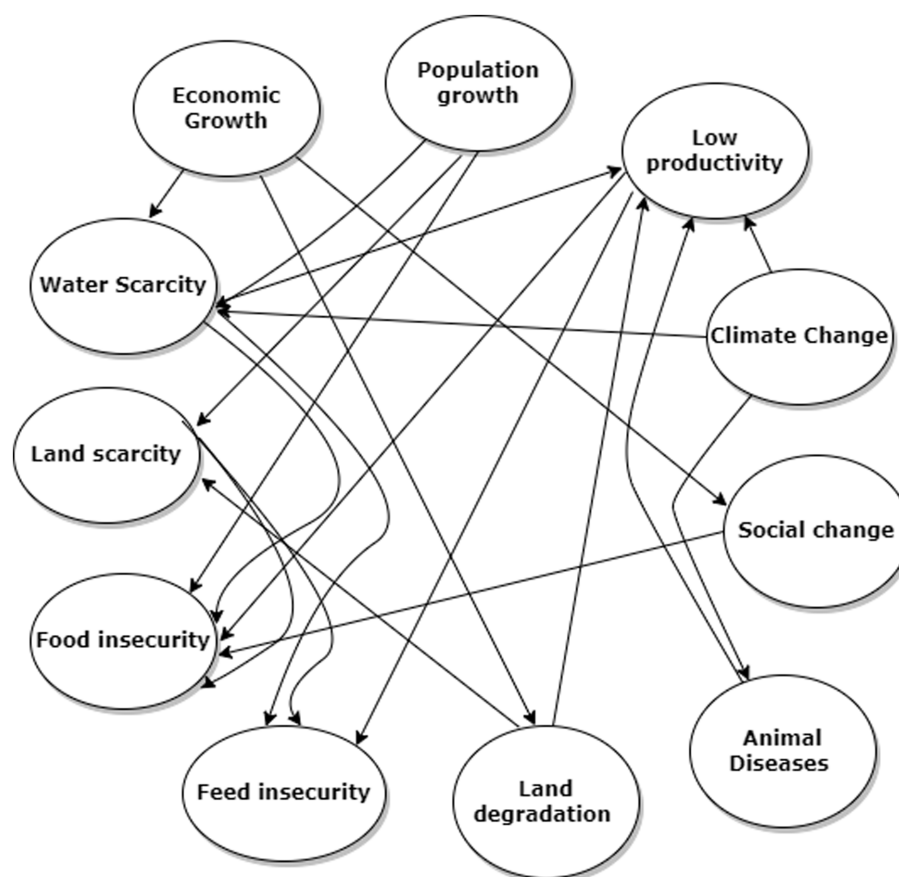 Economic
Growth
Population
growth
Low
productivity
Water Scarcity
Climate Change
Land scarcity
Social change
Food insecurity
Animal
Diseases
Feed insecurity
Land
degradation